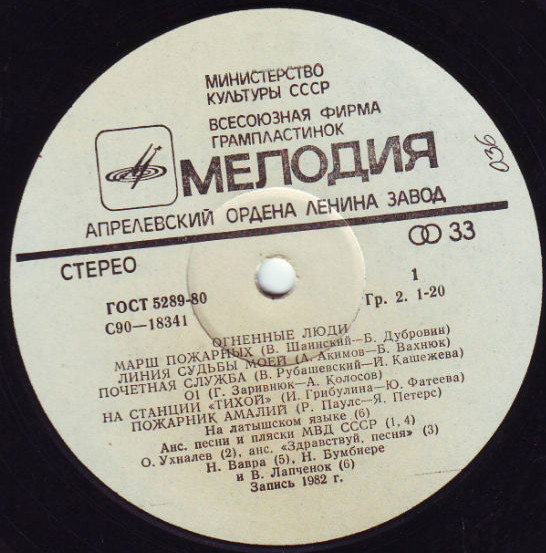 МИНИСТЕРСТВО
КУЛЬТУРЫ СССР
ВСЕСОЮЗНАЯ ФИРМА
ГРАМПЛАСТИНОК
МЕЛОДИЯ
036
АПРЕЛЕВСКИЙ ОРДЕНА ЛЕНИНА ЗАВОД
СТЕРЕО
33
ГОСТ 5289-80
1
С90—18341
Гр. 2. 1-20
ОГНЕННЫЕ ЛЮДИ
МАРШ ПОЖАРНЫХ (В. Шаинский—Б. Дубровин)
ЛИНИЯ СУДЬБЫ МОЕЙ (А. Акимов—Б. Вахнюк)
ПОЧЕТНАЯ СЛУЖБА (В. Рубашевский—Й. Кашежева)
01 (Г. Заривнюк—А. Колосов)
НА СТАНЦИИ «ТИХОЙ» (И. Грибулина—Ю. Фатеева)
ПОЖАРНИК АМАЛИЙ (Р. Паулс—Я. Петерс)
На латышском языке (6)
Анс. песни и пляски МВД СССР (1, 4)
О. Ухналев (2), анс. «Здравствуй, песня» (3)
Н. Вавра (5), Н. Бумбиере
и В. Лапченок (6)
Запись 1982 г.